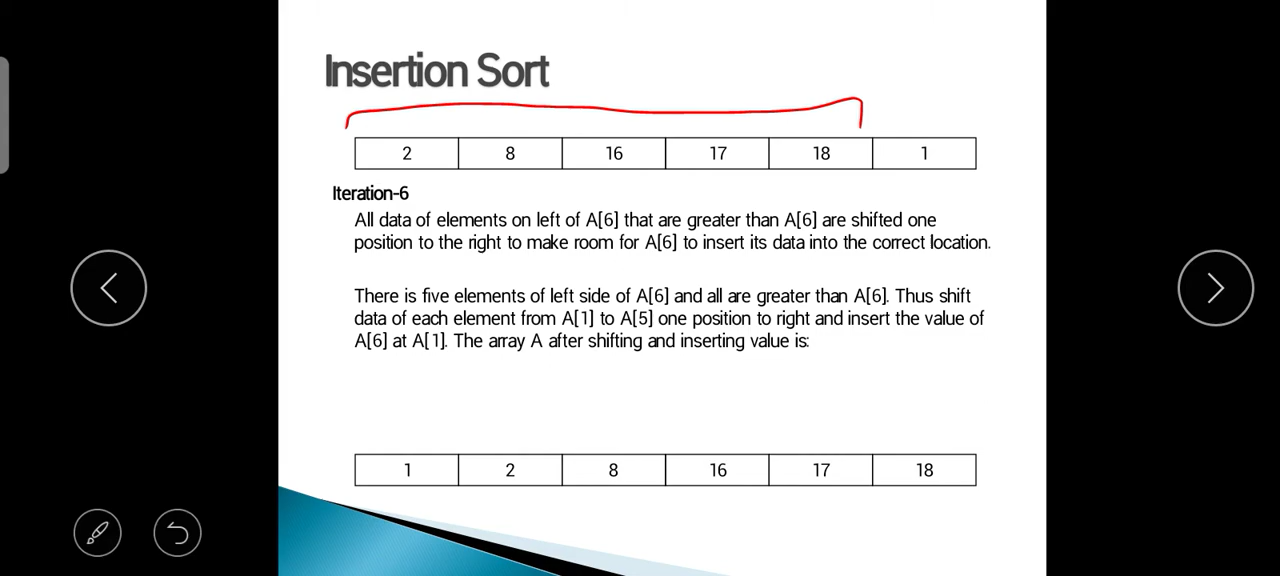 Insertion Sort
2 8 16 17 18 1
Iteration-6
All data of elements on left of A[6] that are greater than A[6] are shifted one
position to the right to make room for A[6] to insert its data into the correct location.
There is five elements of left side of A[6] and all are greater than A[6]. Thus shift
data of each element from A[1] to A[5] one position to right and insert the value of
A[6] at A[1]. The array A after shifting and inserting value is:
1 2 8 16 17 18